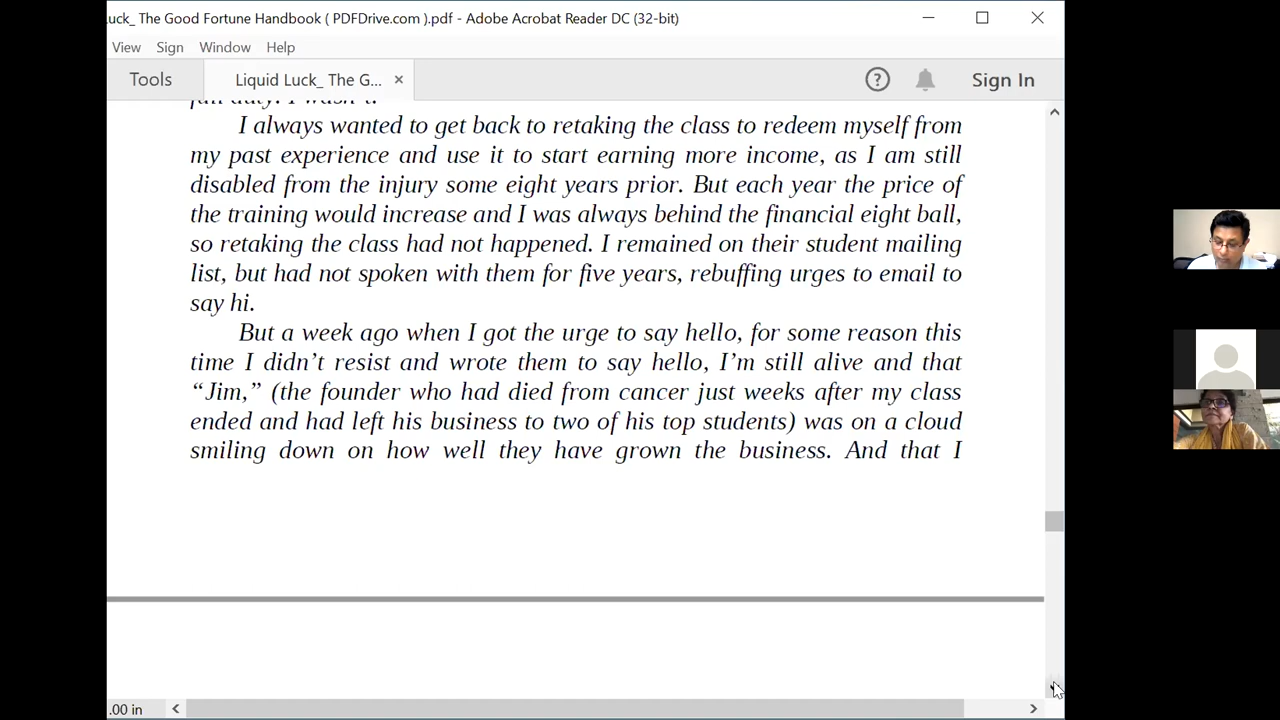 uck_ The Good Fortune Handbook ( PDFDrive.com ).pdf - Adobe Acrobat Reader DC (32-bit)
View Sign Window Help
Tools Liquid Luck_ The G... Sign In
full duty. I wasn't.
I always wanted to get back to retaking the class to redeem myself from
my past experience and use it to start earning more income, as I am still
disabled from the injury some eight years prior. But each year the price of
the training would increase and I was always behind the financial eight ball,
so retaking the class had not happened. I remained on their student mailing
list, but had not spoken with them for five years, rebuffing urges to email to
say hi.
But a week ago when I got the urge to say hello, for some reason this
time I didn’t resist and wrote them to say hello, I’m still alive and that
“Jim,” (the founder who had died from cancer just weeks after my class
ended and had left his business to two of his top students) was on a cloud
smiling down on how well they have grown the business. And that I
.00 in